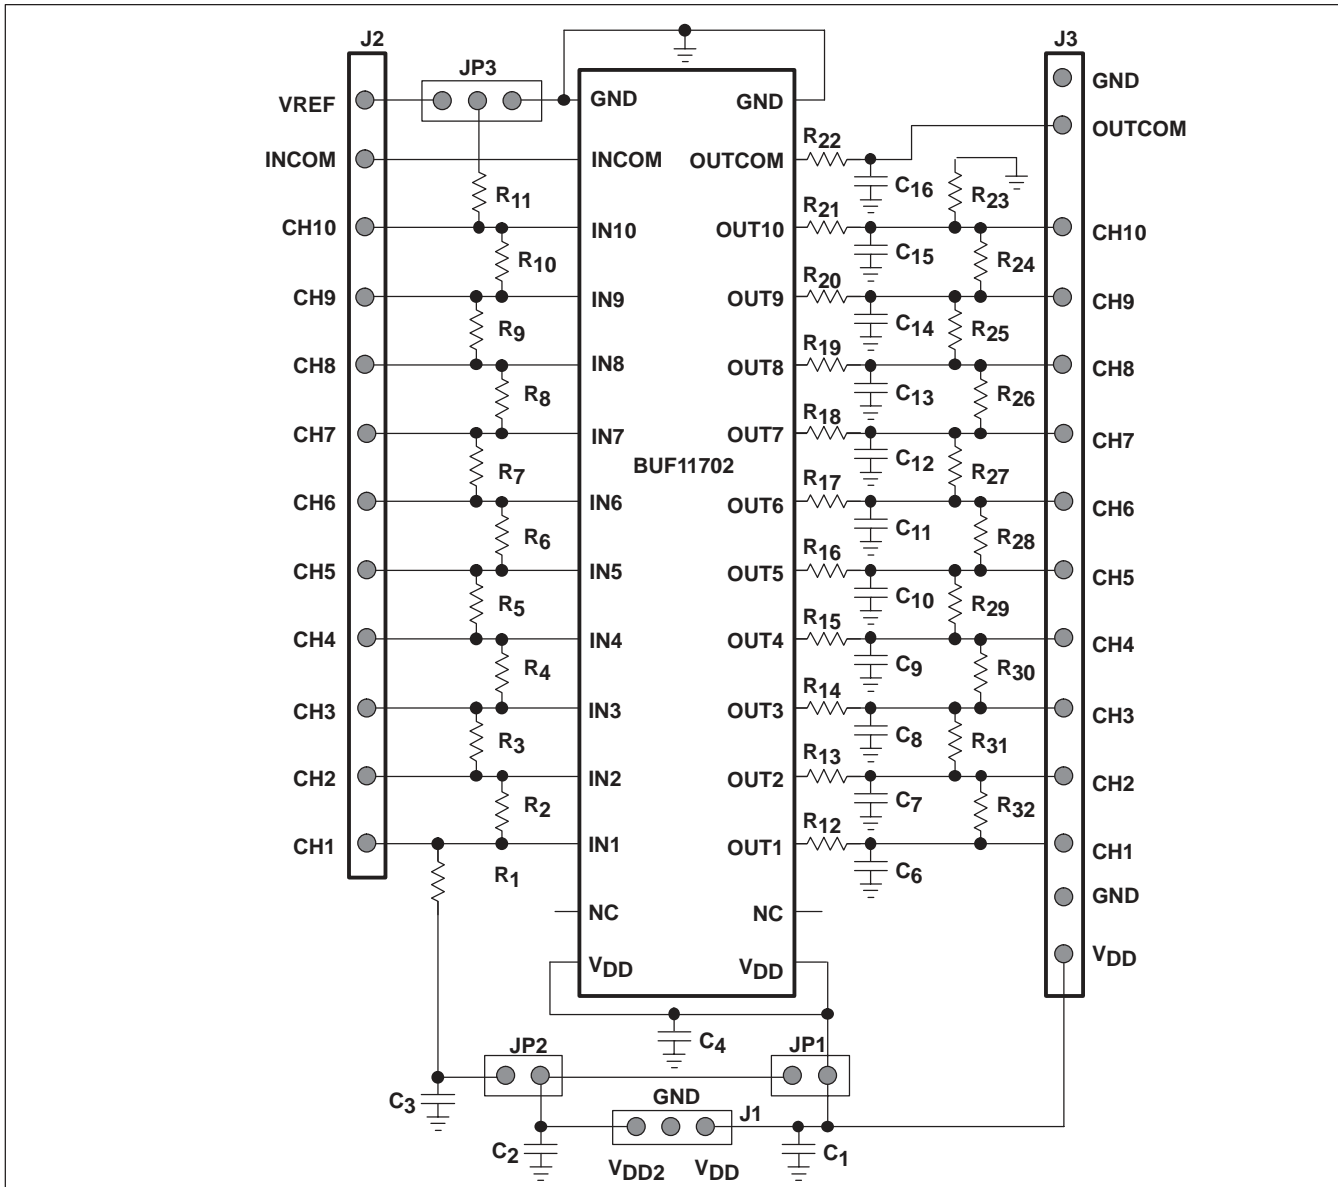 J2
J3
JP3
GND
VREF
GND
GND
R22
OUTCOM
INCOM
INCOM
OUTCOM
C16
R23
R11
R21
CH10
IN10
OUT10
CH10
R10
C15
R24
R20
CH9
IN9
OUT9
CH9
R9
C14
R25
R19
CH8
IN8
OUT8
CH8
R8
C13
R26
R18
CH7
IN7
OUT7
CH7
R7
BUF11702
C12
R27
R17
CH6
IN6
OUT6
CH6
R6
C11
R28
R16
CH5
IN5
OUT5
CH5
R5
C10
R29
R15
CH4
IN4
OUT4
CH4
R4
C9
R30
R14
CH3
IN3
OUT3
CH3
R3
C8
R31
R13
CH2
IN2
OUT2
CH2
R2
C7
R32
R12
CH1
IN1
OUT1
CH1
R1
C6
GND
NC
NC
VDD
VDD
VDD
C4
JP2
JP1
GND
C3
J1
C2
VDD2
VDD
C1